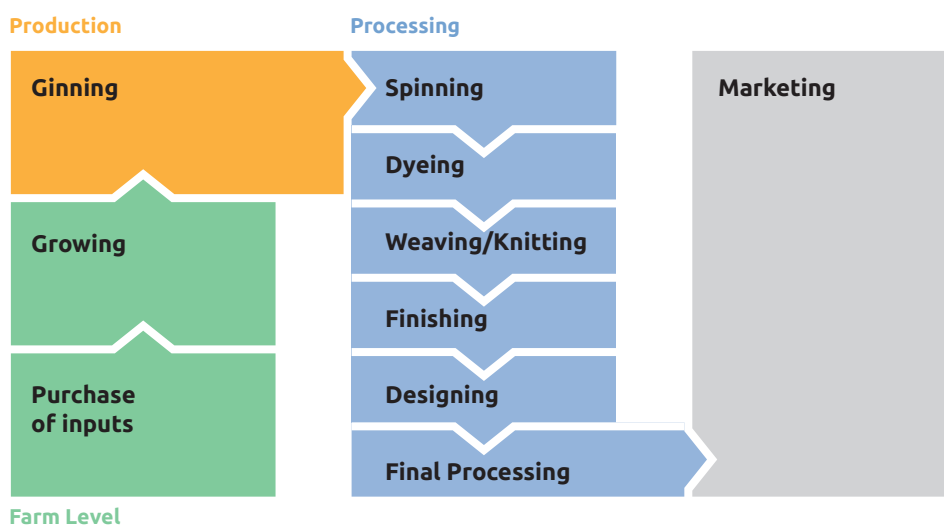 Production
Processing
Ginning
Growing
Purchase
of inputs
Farm Level
Spinning
Dyeing
Weaving/Knitting
Finishing
Designing
Final Processing
Marketing